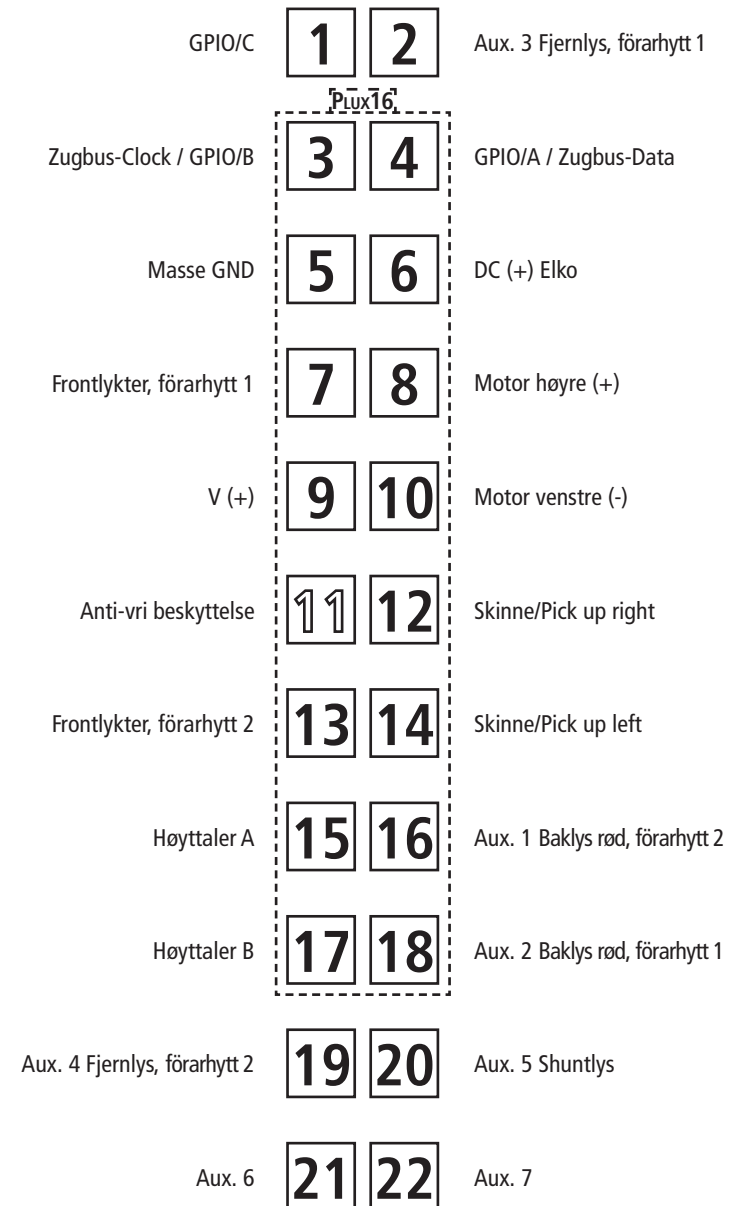 GPIO/C 1 2 Aux. 3 Fjernlys, förarhytt 1
PLUX16
Zugbus-Clock / GPIO/B 3 4 GPIO/A / Zugbus-Data
Masse GND 5 6 DC (+) Elko
Frontlykter, förarhytt 1 7 8 Motor høyre (+)
V (+) 9 10 Motor venstre (-)
Anti-vri beskyttelse 11 12 Skinne/Pick up right
Frontlykter, förarhytt 2 13 14 Skinne/Pick up left
Høyttaler A 15 16 Aux. 1 Baklys rød, förarhytt 2
Høyttaler B 17 18 Aux. 2 Baklys rød, förarhytt 1
Aux. 4 Fjernlys, förarhytt 2 19 20 Aux. 5 Shuntlys
Aux. 6 21 22 Aux. 7